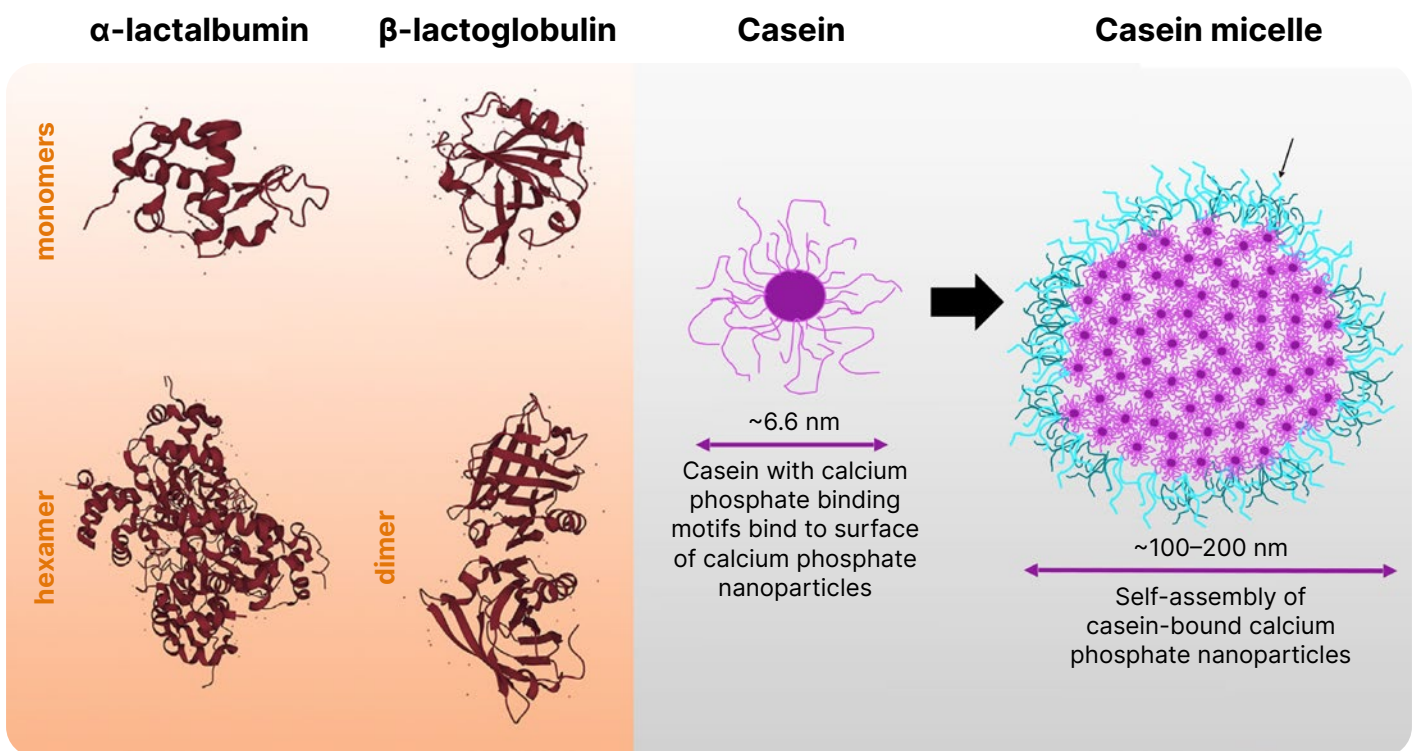 α-lactalbumin
β-lactoglobulin
Casein
Casein micelle
monomers
hexamer
dimer
~6.6 nm
Casein with calcium
phosphate binding
motifs bind to surface
of calcium phosphate
nanoparticles
~100–200 nm
Self-assembly of
casein-bound calcium
phosphate nanoparticles